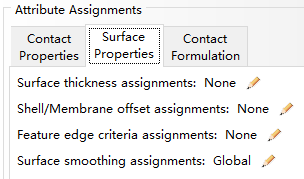 Attribute Assignments
Contact Properties
Surface Properties
Contact Formulation
Surface thickness assignments: None
Shell/Membrane offset assignments: None
Feature edge criteria assignments: None
Surface smoothing assignments: Global